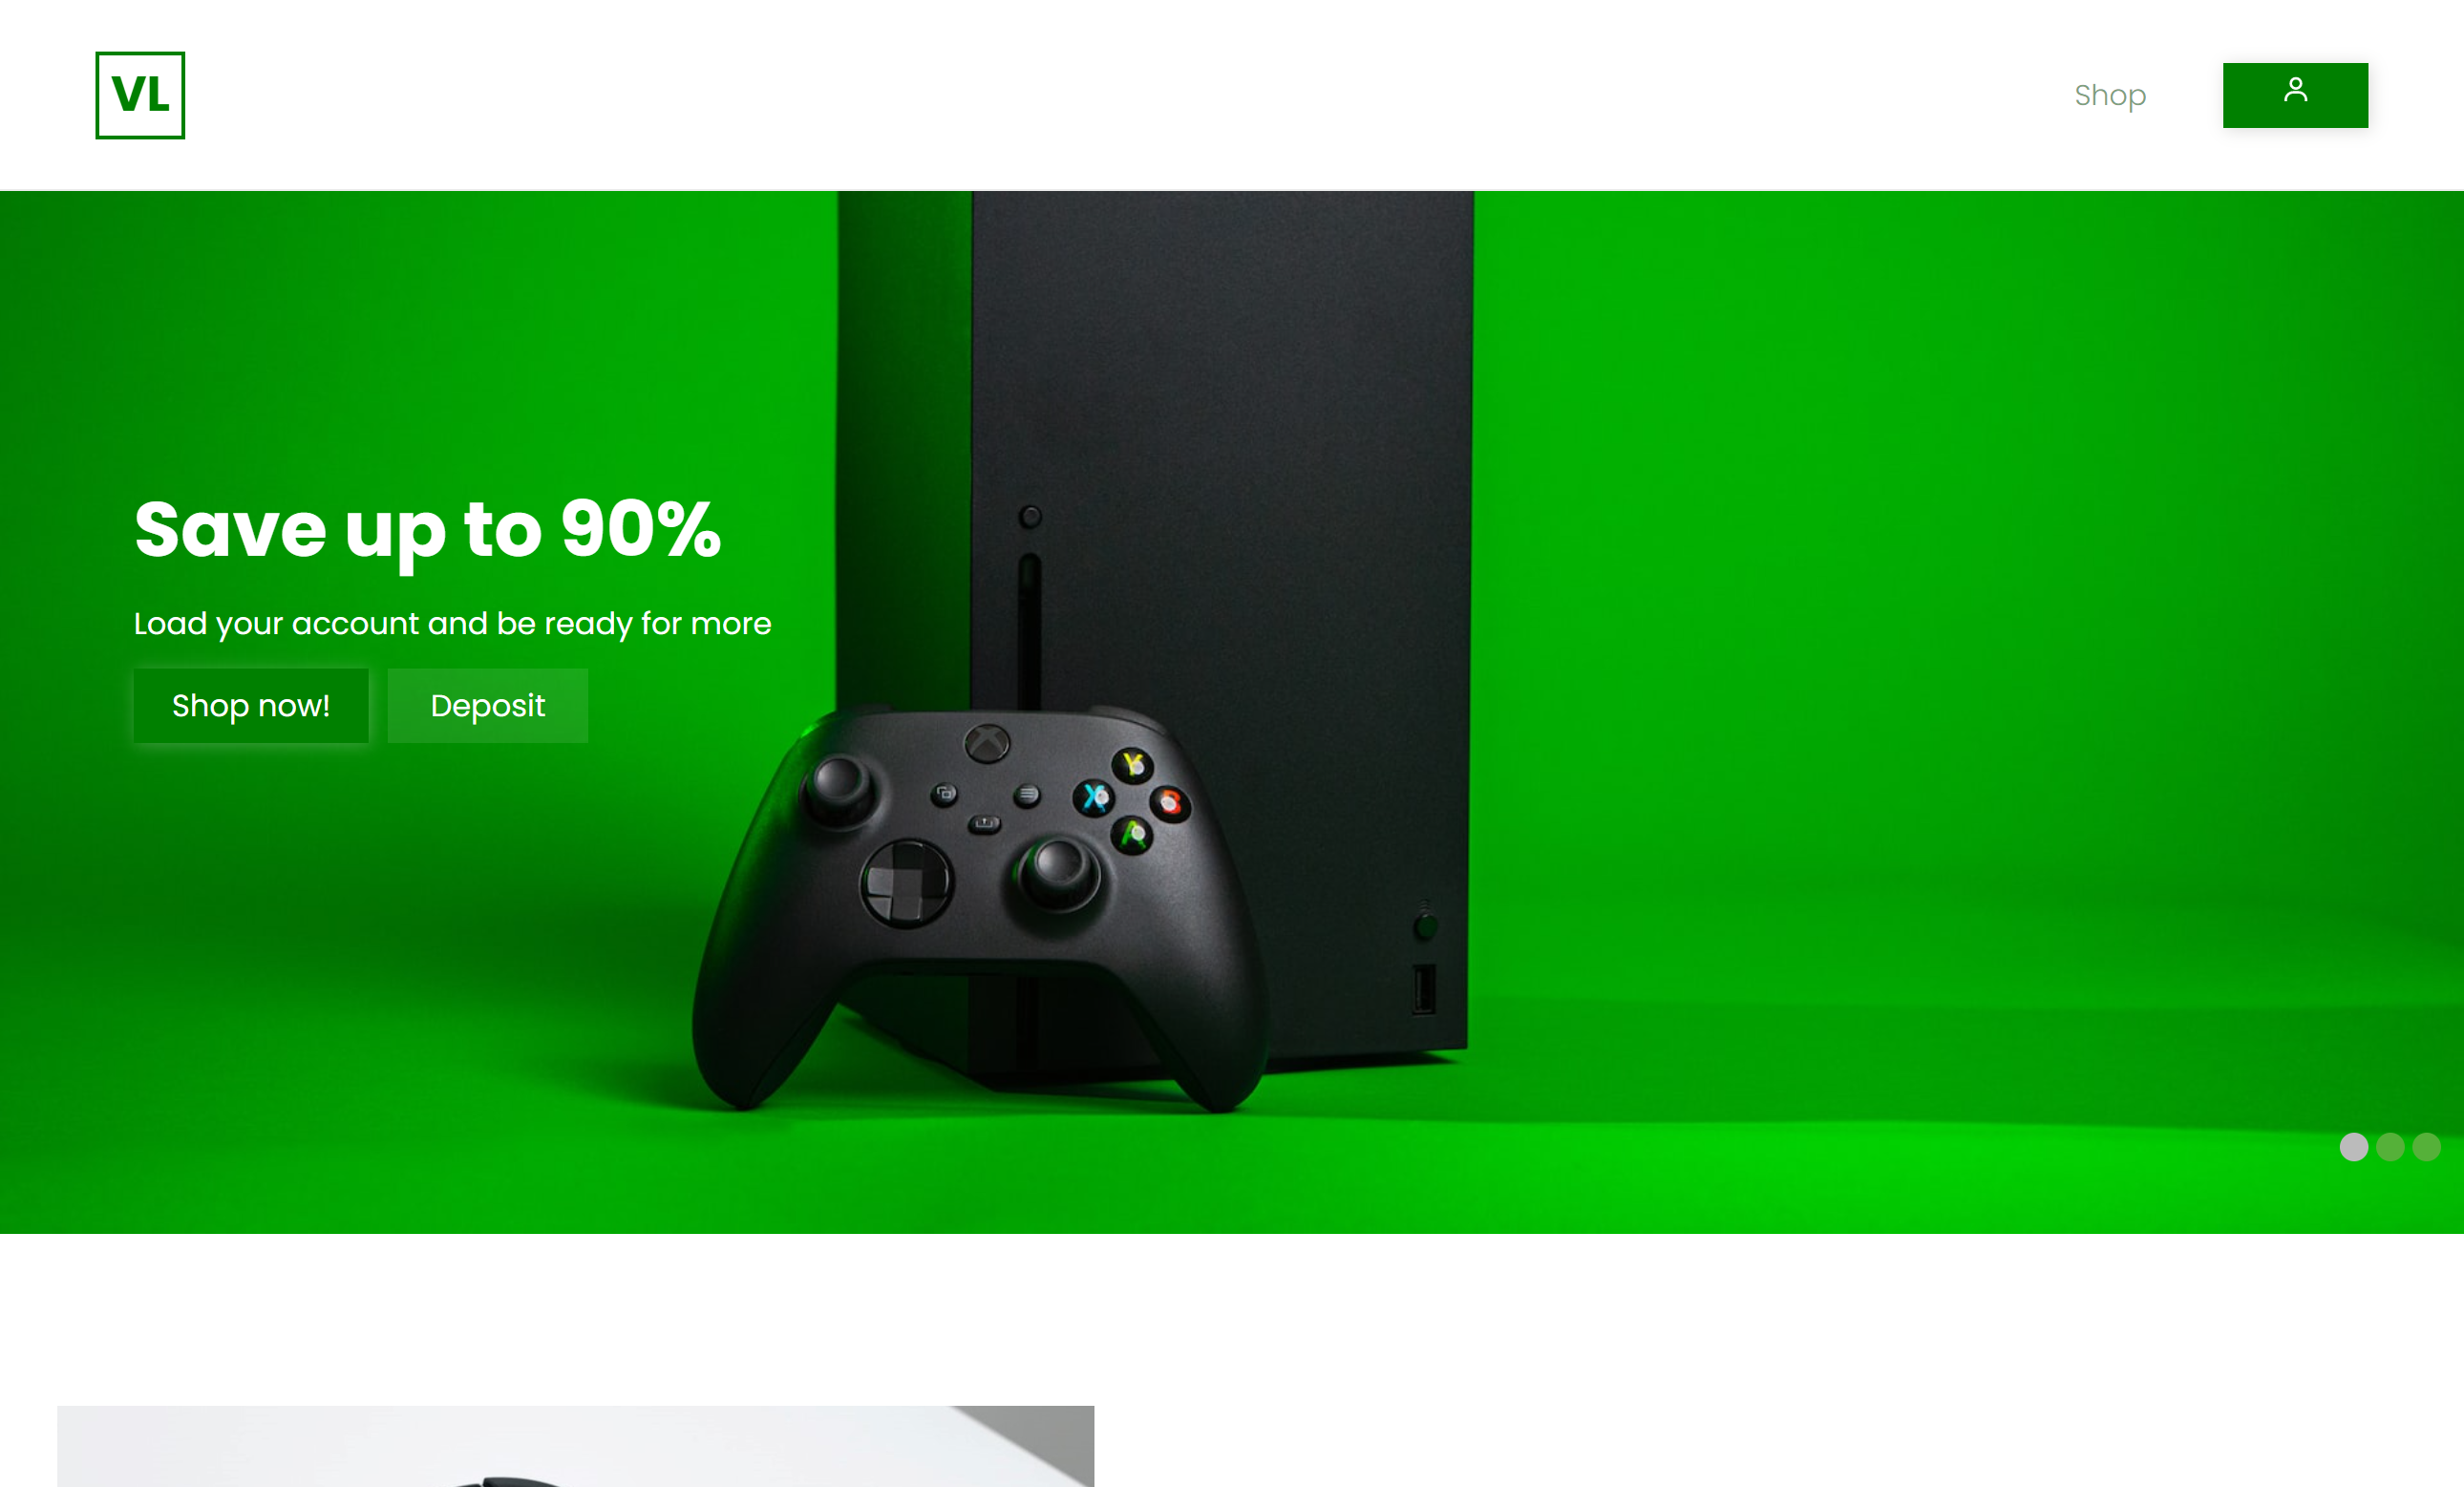 VL
Shop
Save up to 90%
Load your account and be ready for more
Shop now!
Deposit
Y
X
B
A